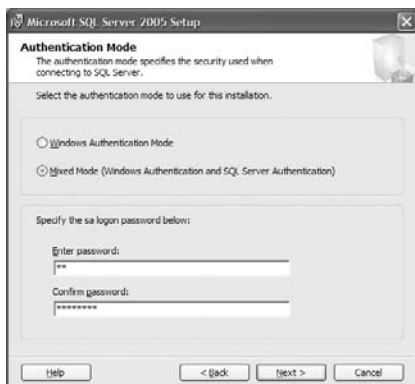 Microsoft SQL Server 2005 Setup
Authentication Mode
The authentication mode specifies the security used when
connecting to SQL Server.
Select the authentication mode to use for this installation.
Windows Authentication Mode
Mixed Mode (Windows Authentication and SQL Server Authentication)
Specify the sa logon password below:
Enter password:
**
Confirm password:
********
Help
< Back
Next >
Cancel